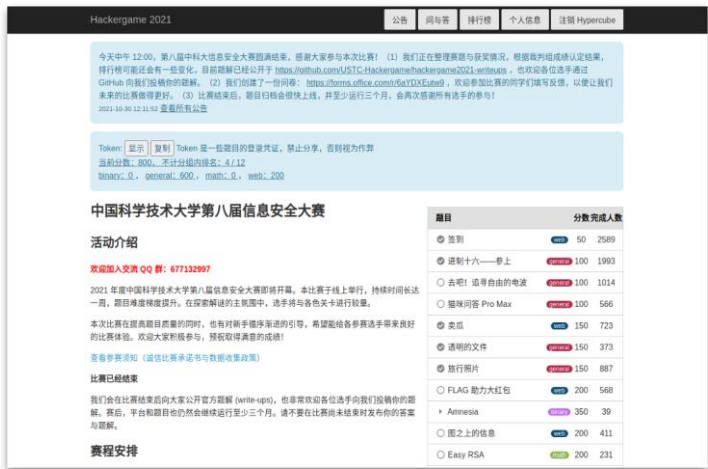 Hackergame 2021
公告
问与答
排行榜
个人信息
注销 Hypercube
今天中午 12:00，第八届中科大信息安全大赛圆满结束，感谢大家参与本次比赛！（1）我们正在整理赛题与获奖情况，根据裁判组成绩认定结果，
排行榜可能还会有一些变化，目前题解已经公开于 https://github.com/USTC-Hackergame/hackergame2021-writeups ，也欢迎各位选手通过
GitHub 向我们投稿你的题解。（2）我们创建了一份问卷： https://forms.office.com/r/6aYDXEutw9 ，欢迎参加比赛的同学们填写反馈，以便让我们
未来的比赛做得更好。（3）比赛结束后，题目归档会很快上线，并至少运行三个月，会再次感谢所有选手的参与！
2021-10-30 12:11:52 查看所有公告
Token: 显示 复制 Token 是一些题目的登录凭证，禁止分享，否则视为作弊
当前分数：800， 不计分组内排名：4 / 12
binary：0 ， general：600 ， math：0 ， web：200
中国科学技术大学第八届信息安全大赛
活动介绍
欢迎加入交流 QQ 群：677132997
2021 年度中国科学技术大学第八届信息安全大赛即将开幕。本比赛于线上举行，持续时间长达
一周，题目难度梯度提升。在探索解谜的主氛围中，选手将与各色关卡进行较量。
本次比赛在提高题目质量的同时，也有对新手循序渐进的引导，希望能给各参赛选手带来良好
的比赛体验。欢迎大家积极参与，预祝取得满意的成绩！
查看参赛须知（诚信比赛承诺书与数据收集政策）
比赛已经结束
我们会在比赛结束后向大家公开官方题解 (write-ups)，也非常欢迎各位选手向我们投稿你的题
解。赛后，平台和题目也仍然会继续运行至少三个月。请不要在比赛尚未结束时发布你的答案
与题解。
赛程安排
题目 分数 完成人数
签到 web 50 2589
进制十六——参上 general 100 1993
去吧！追寻自由的电波 general 100 1014
猫咪问答 Pro Max general 100 566
卖瓜 web 150 723
透明的文件 general 150 373
旅行照片 general 150 887
FLAG 助力大红包 web 200 568
Amnesia binary 350 39
图之上的信息 web 200 411
Easy RSA math 200 231